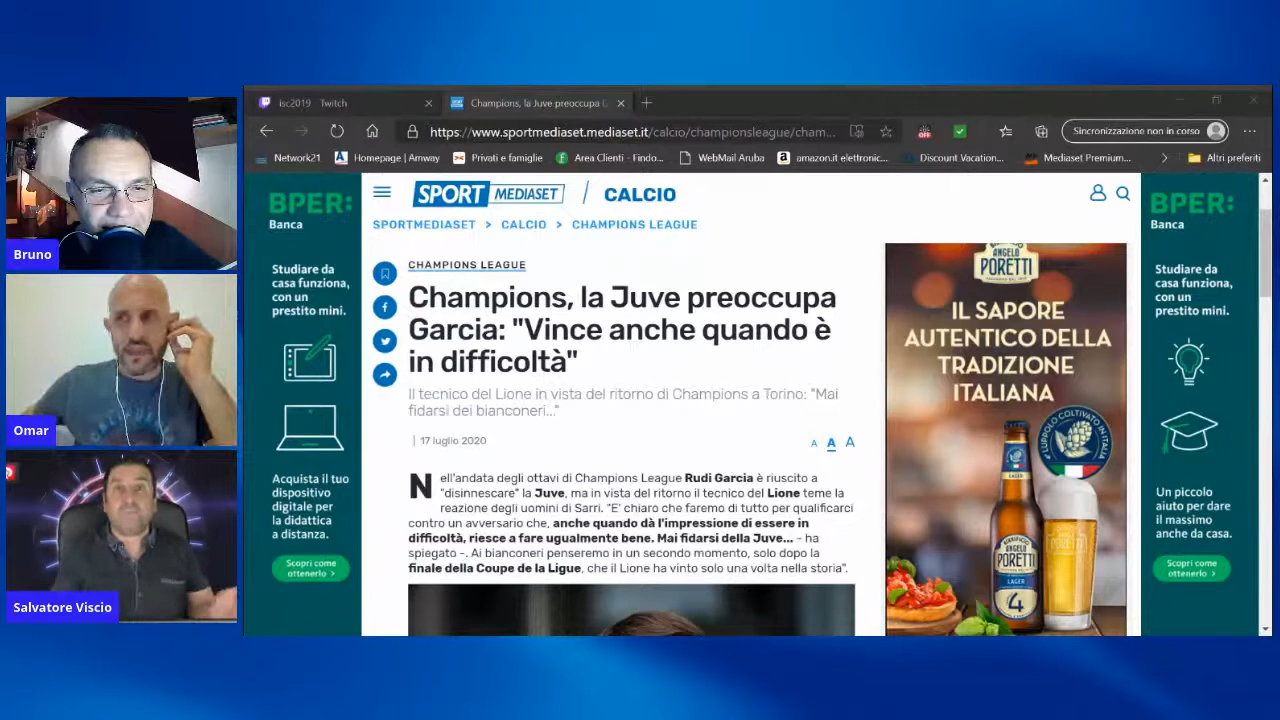 Bruno
Omar
Salvatore Viscio
isc2019 Twitch
Champions, la Juve preoccupa G
https://www.sportmediaset.mediaset.it/calcio/championsleague/cham...
OFF
Sincronizzazione non in corso
Network21
Homepage | Amway
Privati e famiglie
Area Clienti - Findo...
WebMail Aruba
amazon.it elettronic...
Discount Vacation...
Mediaset Premium...
Altri preferiti
BPER:
Banca
Studiare da
casa funziona,
con un
prestito mini.
Acquista il tuo
dispositivo
digitale per
la didattica
a distanza.
Scopri come
ottenerlo >
SPORT MEDIASET / CALCIO
SPORTMEDIASET > CALCIO > CHAMPIONS LEAGUE
CHAMPIONS LEAGUE
Champions, la Juve preoccupa
Garcia: "Vince anche quando è
in difficoltà"
Il tecnico del Lione in vista del ritorno di Champions a Torino: "Mai
fidarsi dei bianconeri..."
| 17 luglio 2020
A A A
Nell'andata degli ottavi di Champions League Rudi Garcia è riuscito a
"disinnescare" la Juve, ma in vista del ritorno il tecnico del Lione teme la
reazione degli uomini di Sarri. "E' chiaro che faremo di tutto per qualificarci
contro un avversario che, anche quando dà l'impressione di essere in
difficoltà, riesce a fare ugualmente bene. Mai fidarsi della Juve... - ha
spiegato -. Ai bianconeri penseremo in un secondo momento, solo dopo la
finale della Coupe de la Ligue, che il Lione ha vinto solo una volta nella storia".
ANGELO
PORETTI
IL SAPORE
AUTENTICO DELLA
TRADIZIONE
ITALIANA
LUPPOLO COLTIVATO IN ITALIA
ANGELO
PORETTI
LAGER
4
BPER:
Banca
Studiare da
casa funziona,
con un
prestito mini.
Un piccolo
aiuto per dare
il massimo
anche da casa.
Scopri come
ottenerlo >